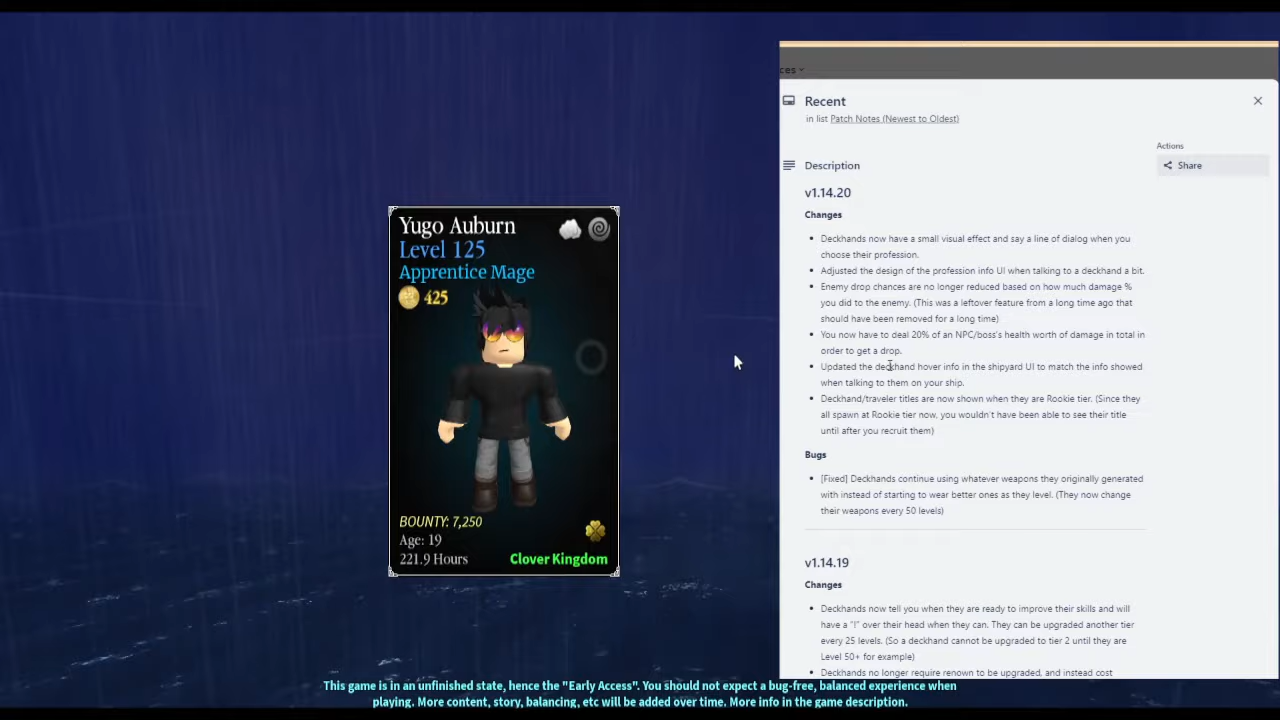 Yugo Auburn
Level 125
Apprentice Mage
425
BOUNTY: 7,250
Age: 19
221.9 Hours
Clover Kingdom
ces
Recent
in list Patch Notes (Newest to Oldest)
Actions
Share
Description
v1.14.20
Changes
• Deckhands now have a small visual effect and say a line of dialog when you
choose their profession.
• Adjusted the design of the profession info UI when talking to a deckhand a bit.
• Enemy drop chances are no longer reduced based on how much damage %
you did to the enemy. (This was a leftover feature from a long time ago that
should have been removed for a long time)
• You now have to deal 20% of an NPC/boss's health worth of damage in total in
order to get a drop.
• Updated the deckhand hover info in the shipyard UI to match the info showed
when talking to them on your ship.
• Deckhand/traveler titles are now shown when they are Rookie tier. (Since they
all spawn at Rookie tier now, you wouldn't have been able to see their title
until after you recruit them)
Bugs
• [Fixed] Deckhands continue using whatever weapons they originally generated
with instead of starting to wear better ones as they level. (They now change
their weapons every 50 levels)
v1.14.19
Changes
• Deckhands now tell you when they are ready to improve their skills and will
have a "!" over their head when they can. They can be upgraded another tier
every 25 levels. (So a deckhand cannot be upgraded to tier 2 until they are
Level 50+ for example)
• Deckhands no longer require renown to be upgraded, and instead cost
This game is in an unfinished state, hence the "Early Access". You should not expect a bug-free, balanced experience when
playing. More content, story, balancing, etc will be added over time. More info in the game description.